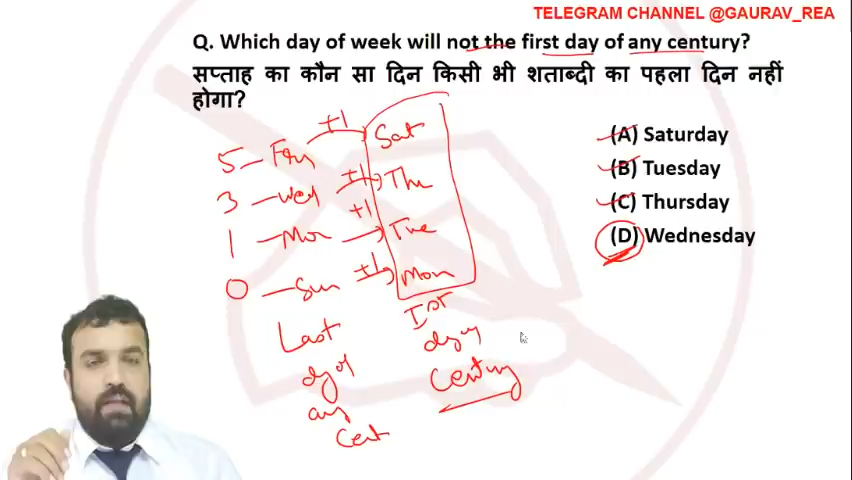 TELEGRAM CHANNEL @GAURAV_REA
Q. Which day of week will not the first day of any century?
सप्ताह का कौन सा दिन किसी भी शताब्दी का पहला दिन नहीं
होगा?
(A) Saturday
(B) Tuesday
(C) Thursday
(D) Wednesday
5 - Fri +1 Sat
3 - Wed +1 Thu
1 - Mon +1 Tue
0 - Sun +1 Mon
Last
day of
any
Cent
Ist
day of
Century